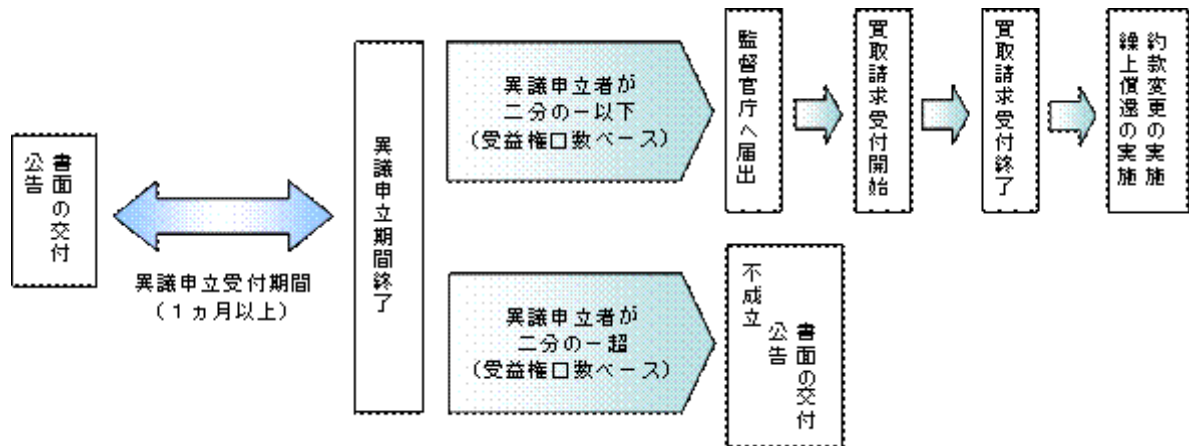 書面の交付
公告
異議申立受付期間
(1ヵ月以上)
異議申立期間終了
異議申立者が
二分の一以下
(受益権口数ベース)
監督官庁へ届出
買取請求受付開始
買取請求受付終了
約款変更の実施
繰上償還の実施
異議申立者が
二分の一超
(受益権口数ベース)
不成立
書面の交付
公告